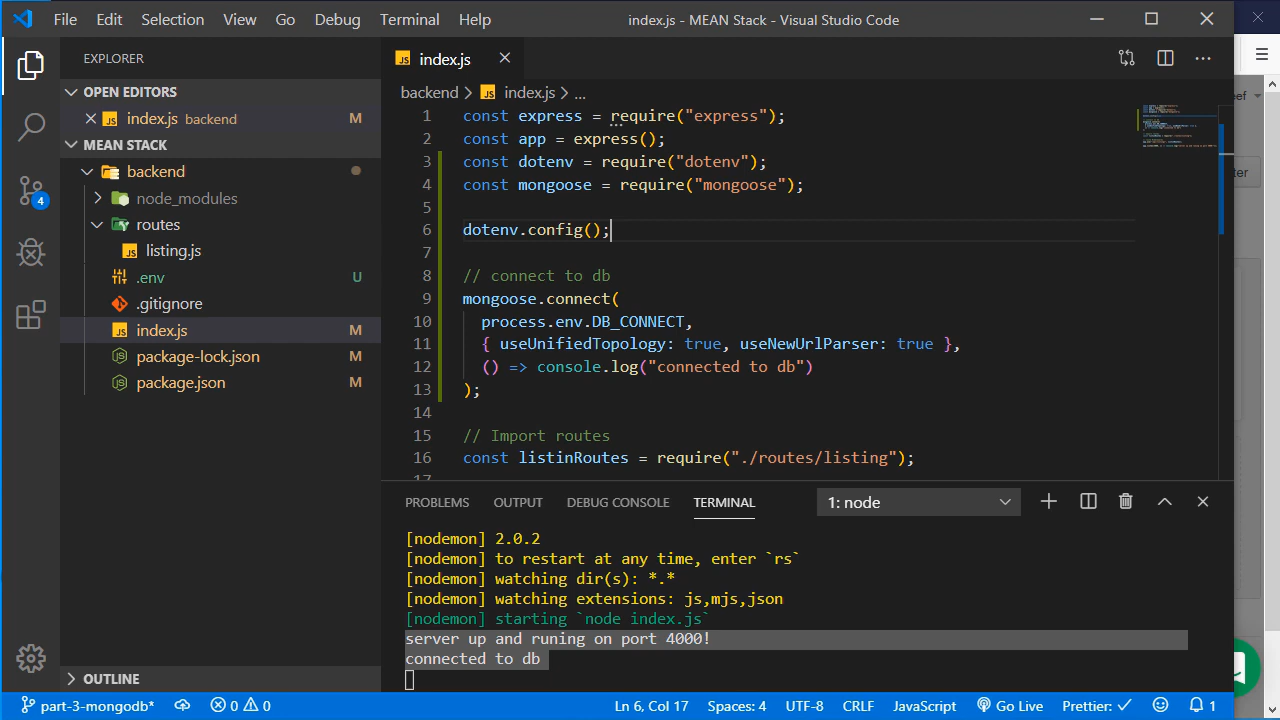 File Edit Selection View Go Debug Terminal Help index.js - MEAN Stack - Visual Studio Code
EXPLORER
OPEN EDITORS
index.js backend M
MEAN STACK
backend
node_modules
routes
listing.js
.env U
.gitignore
index.js M
package-lock.json M
package.json M
OUTLINE
4
JS index.js
backend > JS index.js > ...
1 const express = require("express");
2 const app = express();
3 const dotenv = require("dotenv");
4 const mongoose = require("mongoose");
5
6 dotenv.config();
7
8 // connect to db
9 mongoose.connect(
10 process.env.DB_CONNECT,
11 { useUnifiedTopology: true, useNewUrlParser: true },
12 () => console.log("connected to db")
13 );
14
15 // Import routes
16 const listinRoutes = require("./routes/listing");
17
PROBLEMS OUTPUT DEBUG CONSOLE TERMINAL 1: node
[nodemon] 2.0.2
[nodemon] to restart at any time, enter `rs`
[nodemon] watching dir(s): *.*
[nodemon] watching extensions: js,mjs,json
[nodemon] starting `node index.js`
server up and runing on port 4000!
connected to db
part-3-mongodb* 0 0 Ln 6, Col 17 Spaces: 4 UTF-8 CRLF JavaScript Go Live Prettier: ✓ 1